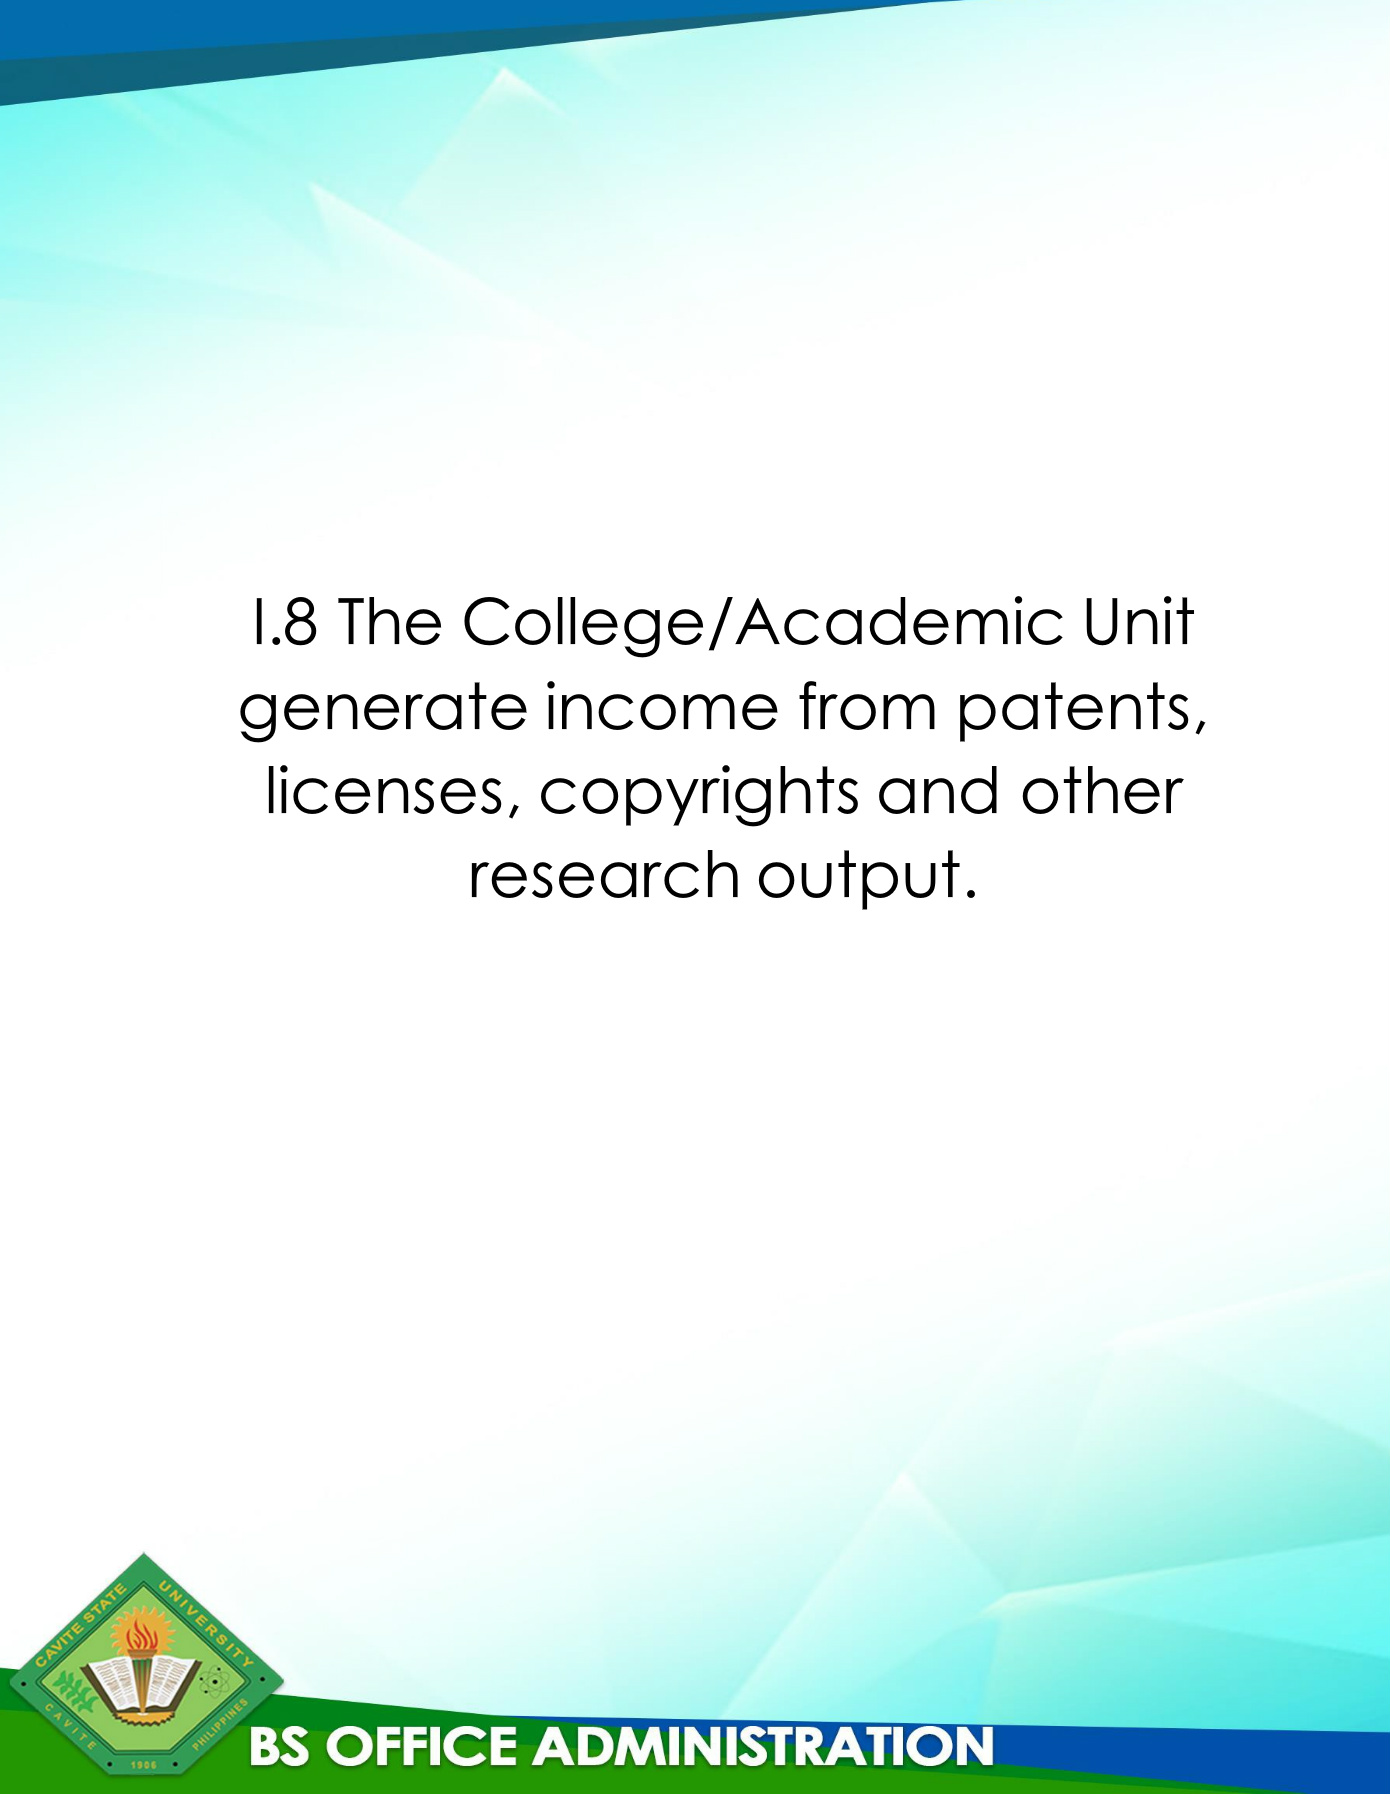 I.8 The College/Academic Unit
generate income from patents,
licenses, copyrights and other
research output.
CAVITE STATE UNIVERSITY
CAVITE PHILIPPINES
1906
BS OFFICE ADMINISTRATION